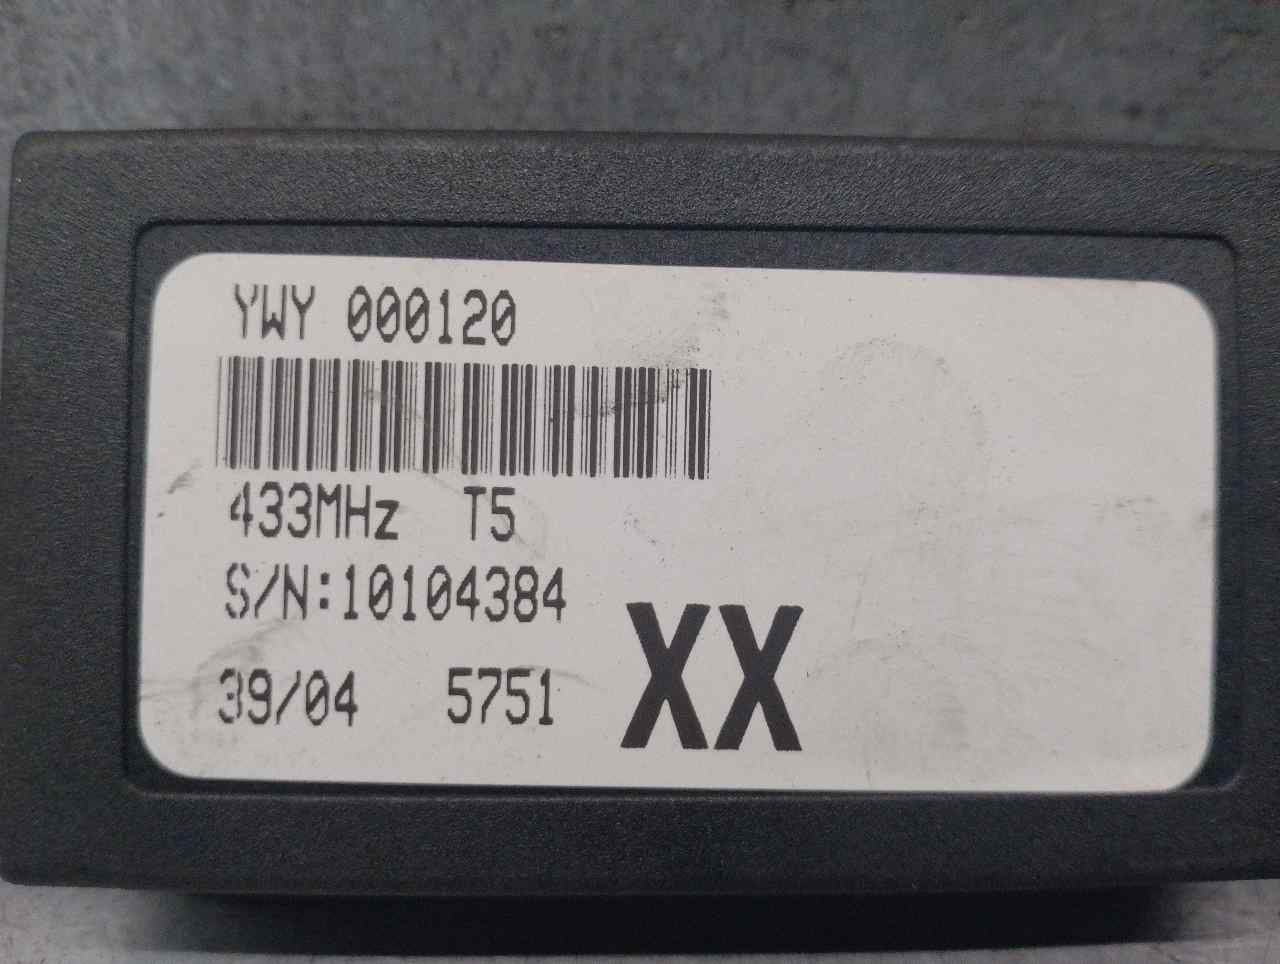 YWY 000120
433MHz T5
S/N:10104384
39/04 5751 XX